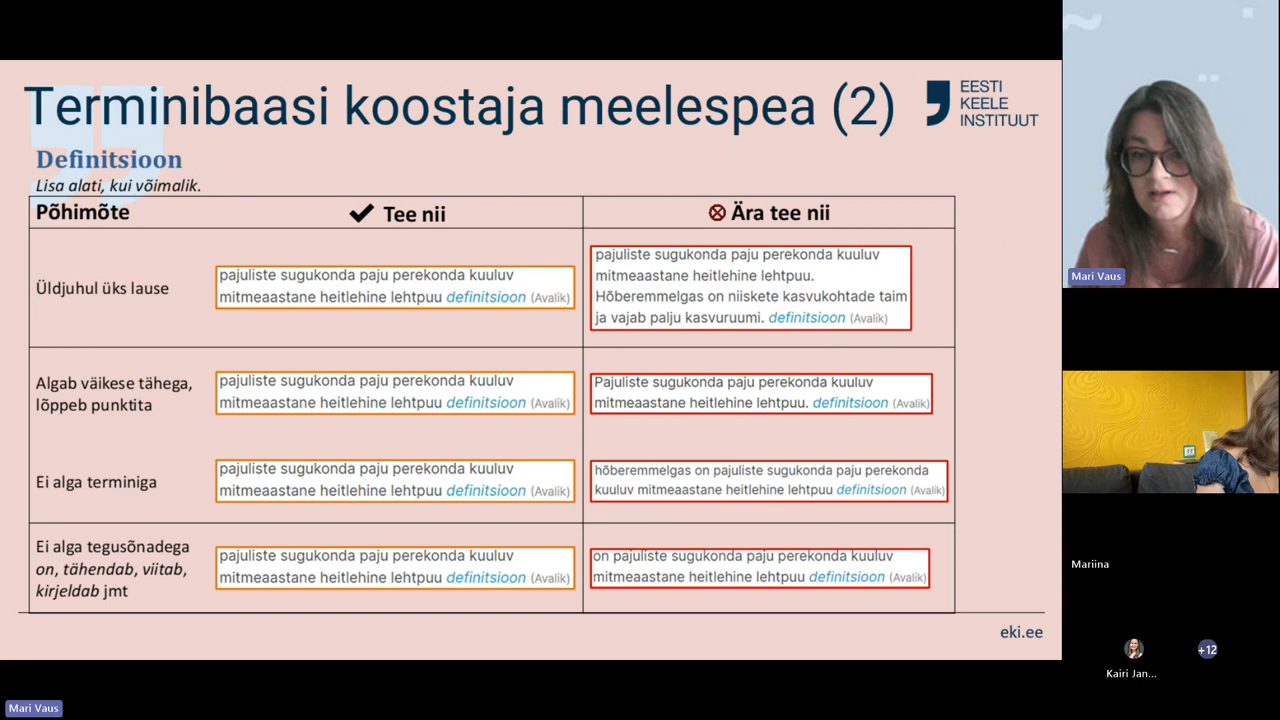 Terminibaasi koostaja meelespea (2)
EESTI
KEELE
INSTITUUT
Definitsioon
Lisa alati, kui võimalik.
Põhimõte
Tee nii
Ära tee nii
Üldjuhul üks lause
pajuliste sugukonda paju perekonda kuuluv
mitmeaastane heitlehine lehtpuu definitsioon (Avalik)
pajuliste sugukonda paju perekonda kuuluv
mitmeaastane heitlehine lehtpuu.
Hõberemmelgas on niiskete kasvukohtade taim
ja vajab palju kasvuruumi. definitsioon (Avalik)
Algab väikese tähega,
lõppeb punktita
pajuliste sugukonda paju perekonda kuuluv
mitmeaastane heitlehine lehtpuu definitsioon (Avalik)
Pajuliste sugukonda paju perekonda kuuluv
mitmeaastane heitlehine lehtpuu. definitsioon (Avalik)
Ei alga terminiga
pajuliste sugukonda paju perekonda kuuluv
mitmeaastane heitlehine lehtpuu definitsioon (Avalik)
hõberemmelgas on pajuliste sugukonda paju perekonda
kuuluv mitmeaastane heitlehine lehtpuu definitsioon (Avalik)
Ei alga tegusõnadega
on, tähendab, viitab,
kirjeldab jmt
pajuliste sugukonda paju perekonda kuuluv
mitmeaastane heitlehine lehtpuu definitsioon (Avalik)
on pajuliste sugukonda paju perekonda kuuluv
mitmeaastane heitlehine lehtpuu definitsioon (Avalik)
eki.ee
Mari Vaus
Mariina
Kairi Jan...
+12
Mari Vaus